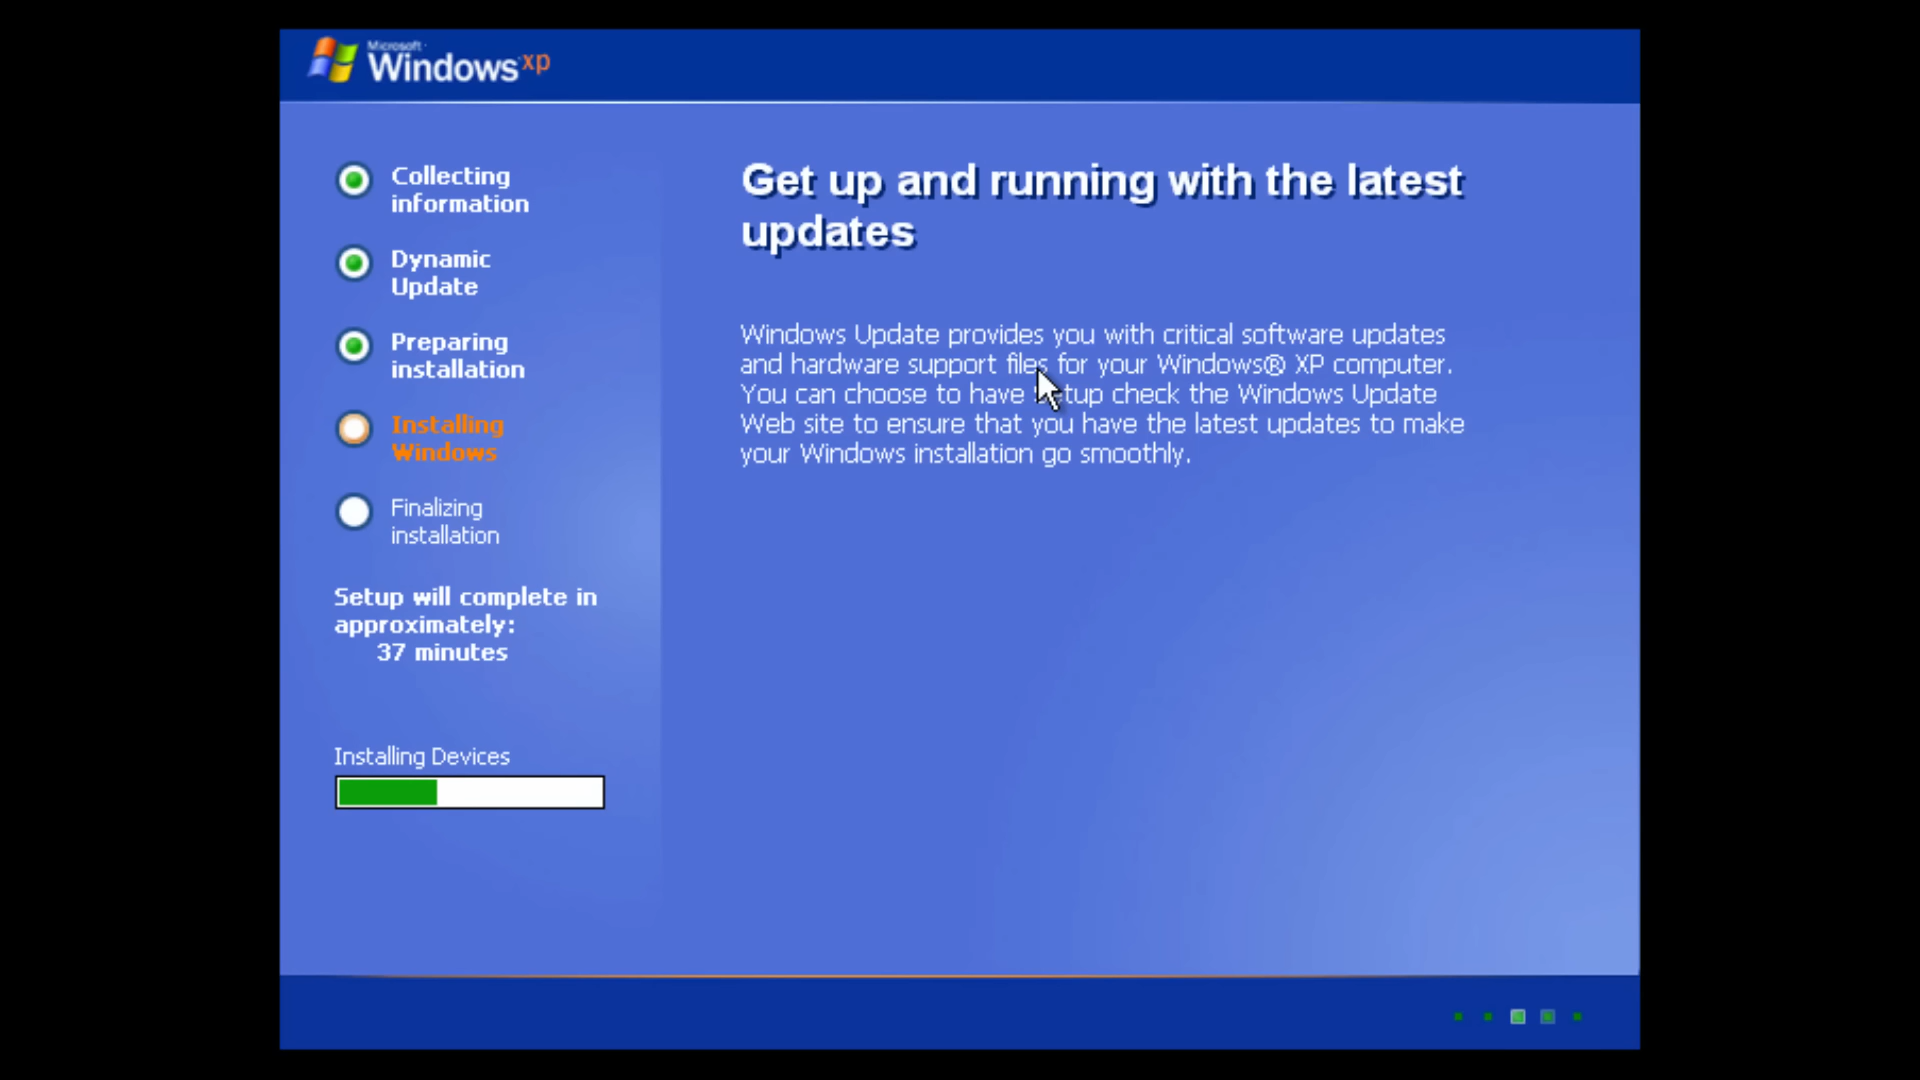 Microsoft
Windows xp
Collecting
information
Dynamic
Update
Preparing
installation
Installing
Windows
Finalizing
installation
Setup will complete in
approximately:
37 minutes
Installing Devices
Get up and running with the latest
updates
Windows Update provides you with critical software updates
and hardware support files for your Windows® XP computer.
You can choose to have Setup check the Windows Update
Web site to ensure that you have the latest updates to make
your Windows installation go smoothly.